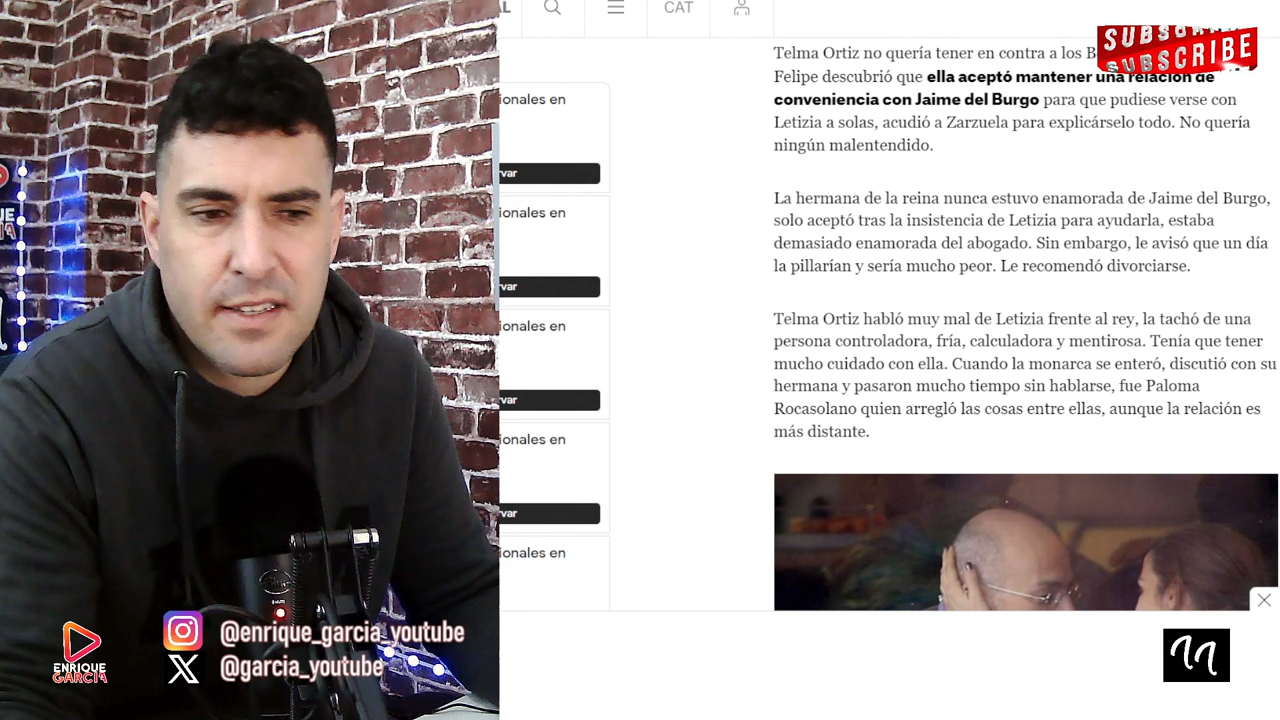 CAT
SUBSCRIBE
SUBSCRIBE
Telma Ortiz no quería tener en contra a los
Felipe descubrió que ella aceptó mantener una relación de
conveniencia con Jaime del Burgo para que pudiese verse con
Letizia a solas, acudió a Zarzuela para explicárselo todo. No quería
ningún malentendido.
La hermana de la reina nunca estuvo enamorada de Jaime del Burgo,
solo aceptó tras la insistencia de Letizia para ayudarla, estaba
demasiado enamorada del abogado. Sin embargo, le avisó que un día
la pillarían y sería mucho peor. Le recomendó divorciarse.
Telma Ortiz habló muy mal de Letizia frente al rey, la tachó de una
persona controladora, fría, calculadora y mentirosa. Tenía que tener
mucho cuidado con ella. Cuando la monarca se enteró, discutió con su
hermana y pasaron mucho tiempo sin hablarse, fue Paloma
Rocasolano quien arregló las cosas entre ellas, aunque la relación es
más distante.
ionales en
var
ionales en
var
ionales en
var
ionales en
var
ionales en
ENRIQUE
GARCIA
@enrique_garcia_youtube
@garcia_youtube